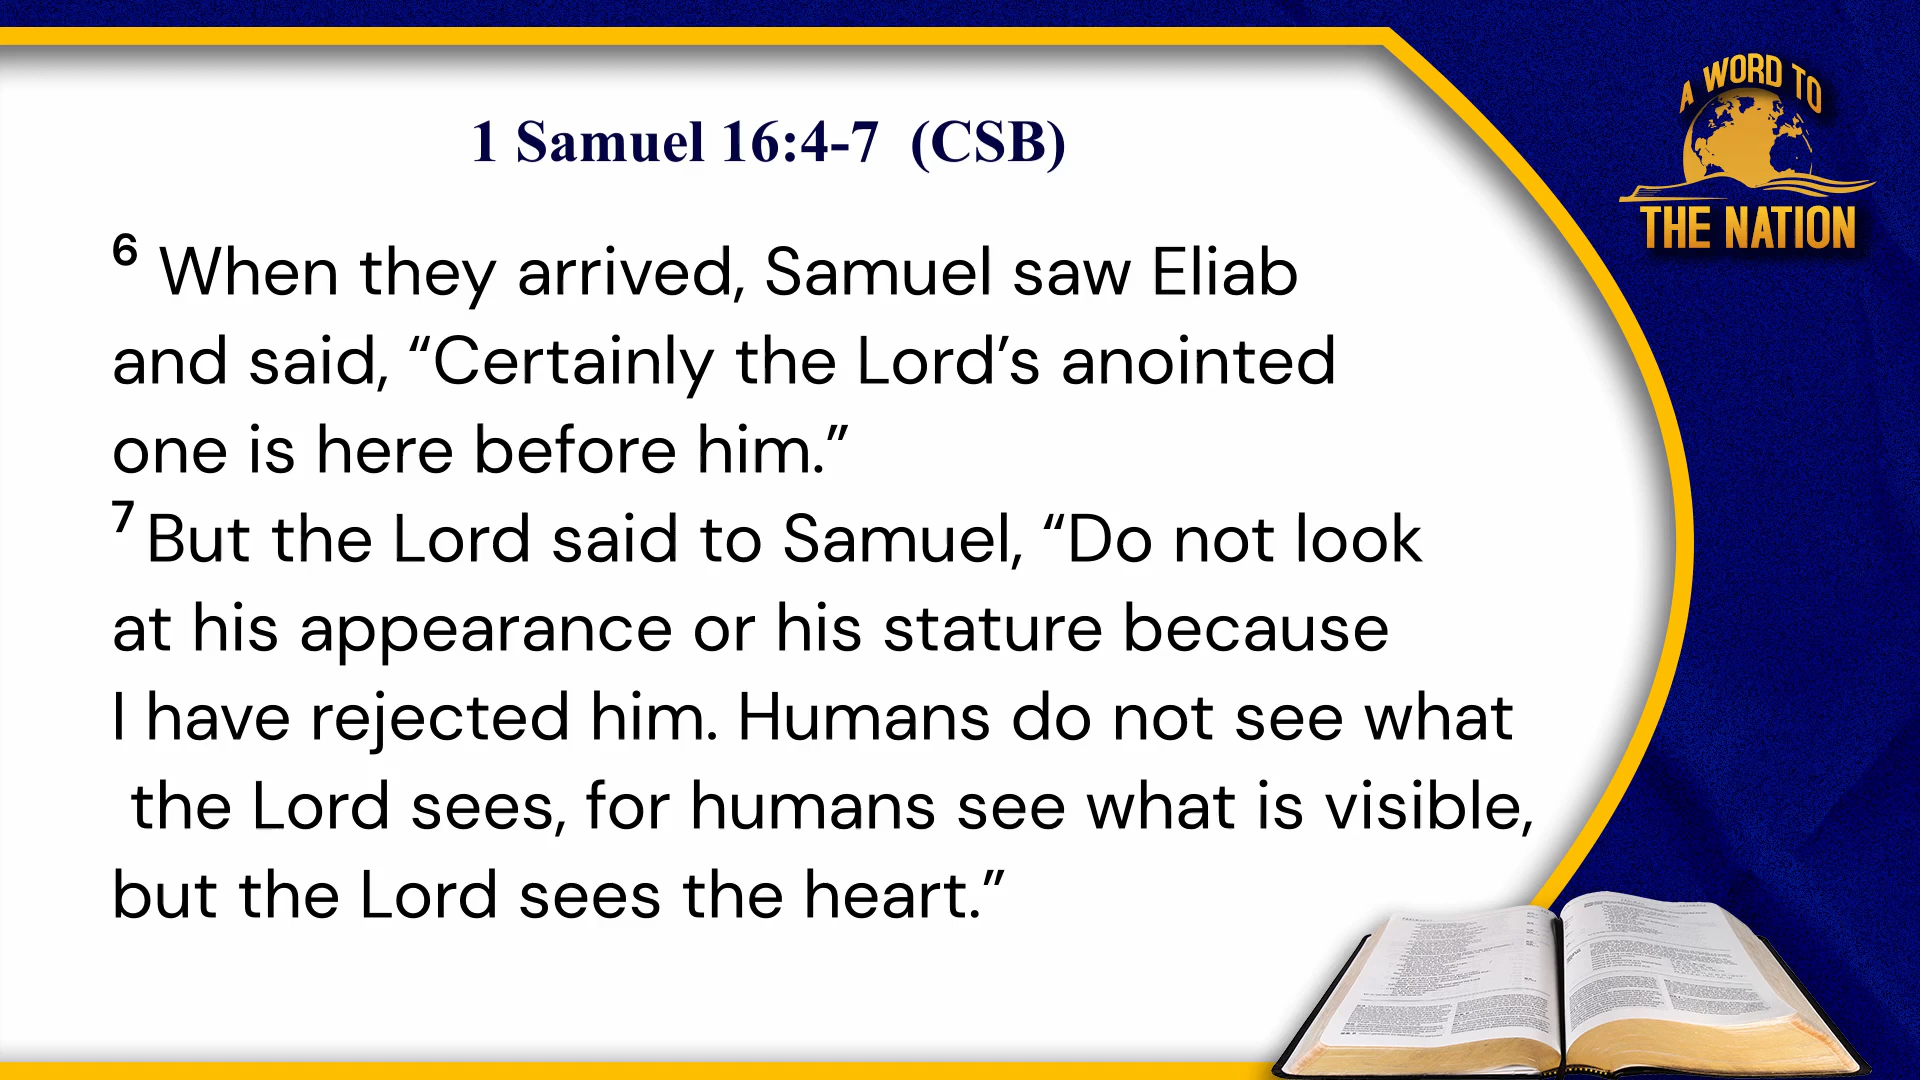 1 Samuel 16:4-7 (CSB)
A WORD TO
THE NATION
6 When they arrived, Samuel saw Eliab
and said, “Certainly the Lord’s anointed
one is here before him.”
7 But the Lord said to Samuel, “Do not look
at his appearance or his stature because
I have rejected him. Humans do not see what
the Lord sees, for humans see what is visible,
but the Lord sees the heart.”